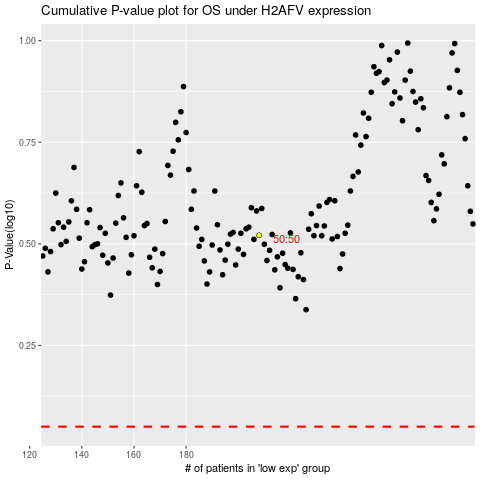 Cumulative P-value plot for OS under H2AFV expression
P-Value(log10)
1.00
0.75
0.50
0.25
50:50
120 140 160 180
# of patients in 'low exp' group